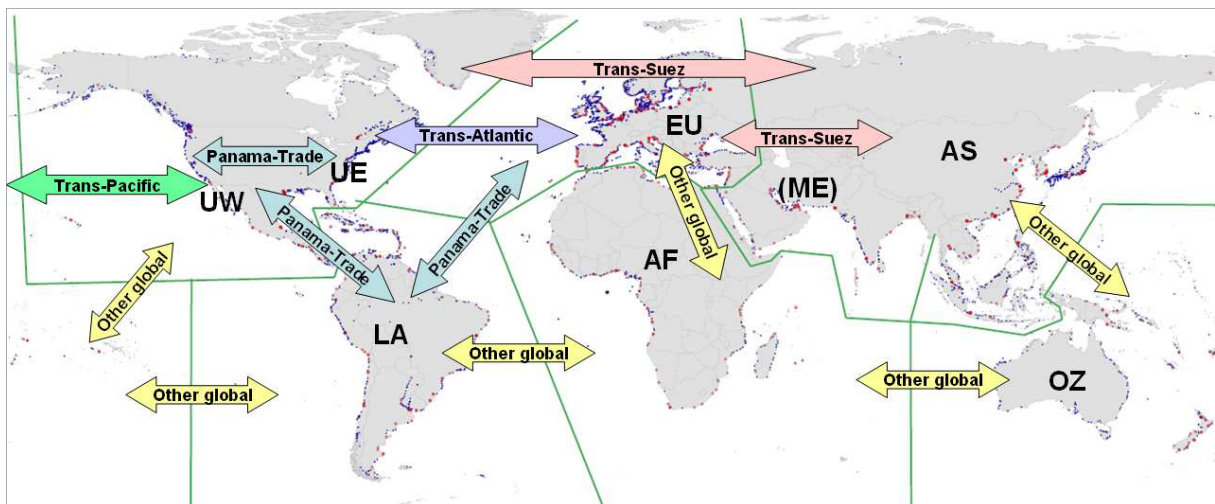 Trans-Suez
Trans-Atlantic
EU
Trans-Suez
AS
Panama-Trade
UE
Trans-Pacific
UW
(ME)
Panama-Trade
Panama-Trade
Other global
Other global
AF
Other global
LA
Other global
Other global
Other global
OZ